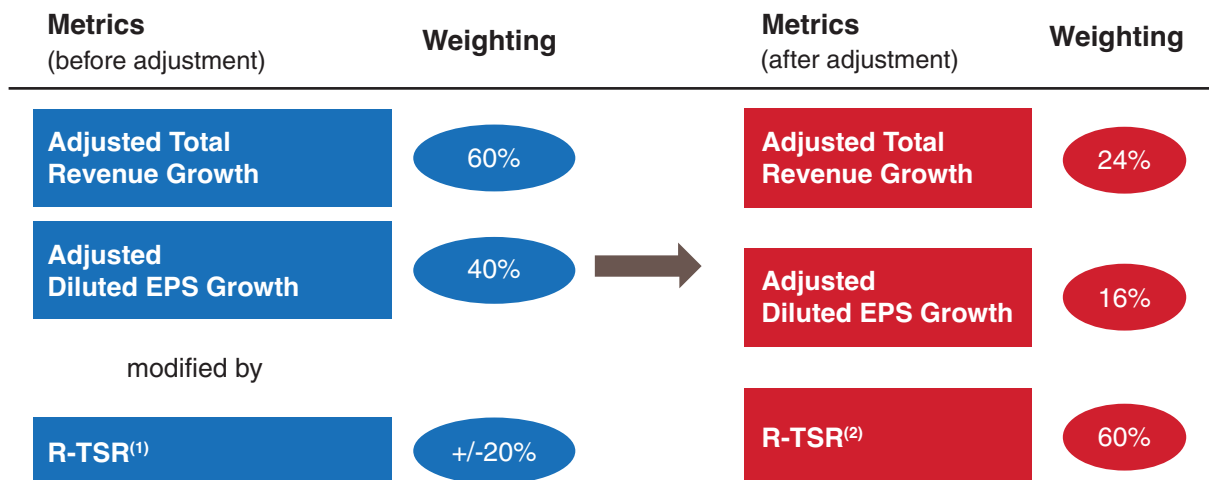 Metrics
(before adjustment)
Weighting
Adjusted Total
Revenue Growth
60%
Adjusted
Diluted EPS Growth
40%
modified by
R-TSR(1)
+/-20%
Metrics
(after adjustment)
Weighting
Adjusted Total
Revenue Growth
24%
Adjusted
Diluted EPS Growth
16%
R-TSR(2)
60%